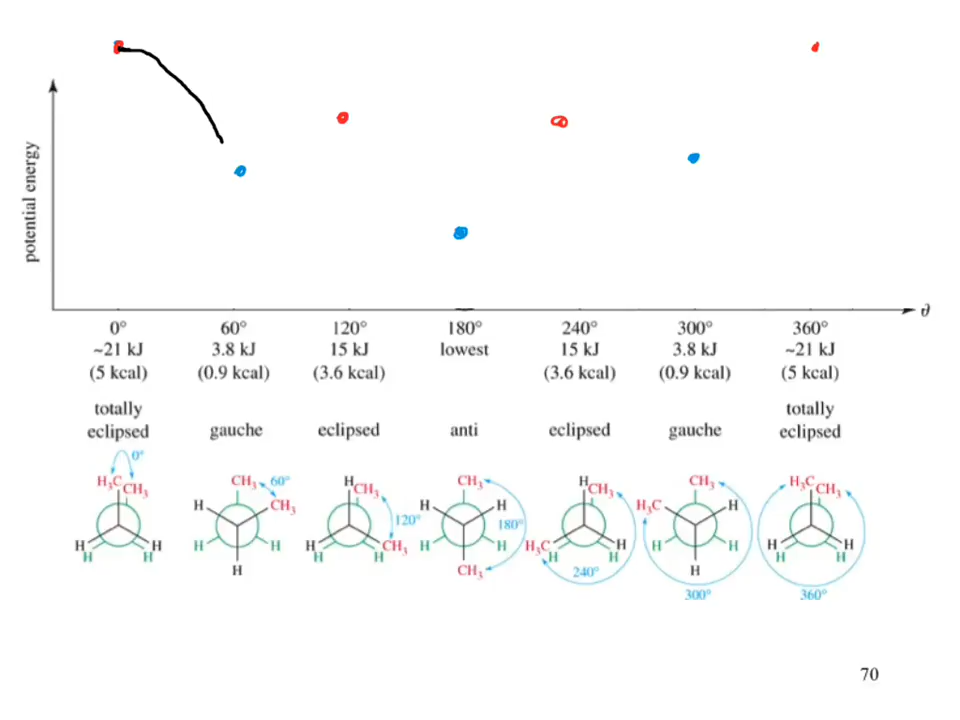 potential energy
0° 60° 120° 180° 240° 300° 360° ∂
~21 kJ 3.8 kJ 15 kJ lowest 15 kJ 3.8 kJ ~21 kJ
(5 kcal) (0.9 kcal) (3.6 kcal) (3.6 kcal) (0.9 kcal) (5 kcal)
totally totally
eclipsed gauche eclipsed anti eclipsed gauche eclipsed
0°
H₃C CH₃ CH₃ 60° H CH₃ CH₃ H CH₃ CH₃ H₃C CH₃
H CH₃ H H H₃C H
120° 180°
H H H H H CH₃ H H H₃C H H H H H
H H H H H H H H
H CH₃ 240° H
300° 360°
70